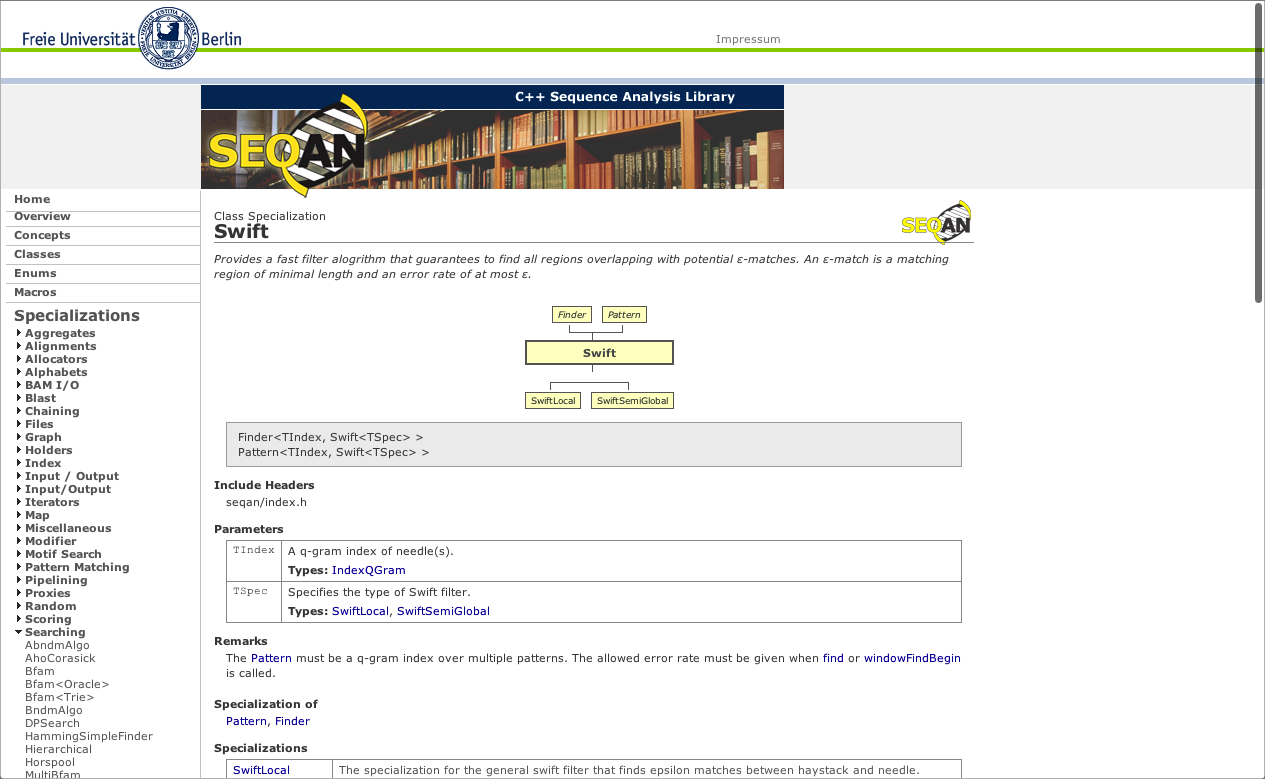 Freie Universität Berlin
Impressum
C++ Sequence Analysis Library
SEQAN
Home
Overview
Concepts
Classes
Enums
Macros
Specializations
Aggregates
Alignments
Allocators
Alphabets
BAM I/O
Blast
Chaining
Files
Graph
Holders
Index
Input / Output
Input/Output
Iterators
Map
Miscellaneous
Modifier
Motif Search
Pattern Matching
Pipelining
Proxies
Random
Scoring
Searching
AbndmAlgo
AhoCorasick
Bfam
Bfam<Oracle>
Bfam<Trie>
BndmAlgo
DPSearch
HammingSimpleFinder
Hierarchical
Horspool
MultiBfam
Class Specialization
Swift
SEQAN
Provides a fast filter alogrithm that guarantees to find all regions overlapping with potential ε-matches. An ε-match is a matching
region of minimal length and an error rate of at most ε.
Finder Pattern
Swift
SwiftLocal SwiftSemiGlobal
Finder<TIndex, Swift<TSpec> >
Pattern<TIndex, Swift<TSpec> >
Include Headers
seqan/index.h
Parameters
TIndex A q-gram index of needle(s).
Types: IndexQGram
TSpec Specifies the type of Swift filter.
Types: SwiftLocal, SwiftSemiGlobal
Remarks
The Pattern must be a q-gram index over multiple patterns. The allowed error rate must be given when find or windowFindBegin
is called.
Specialization of
Pattern, Finder
Specializations
SwiftLocal The specialization for the general swift filter that finds epsilon matches between haystack and needle.